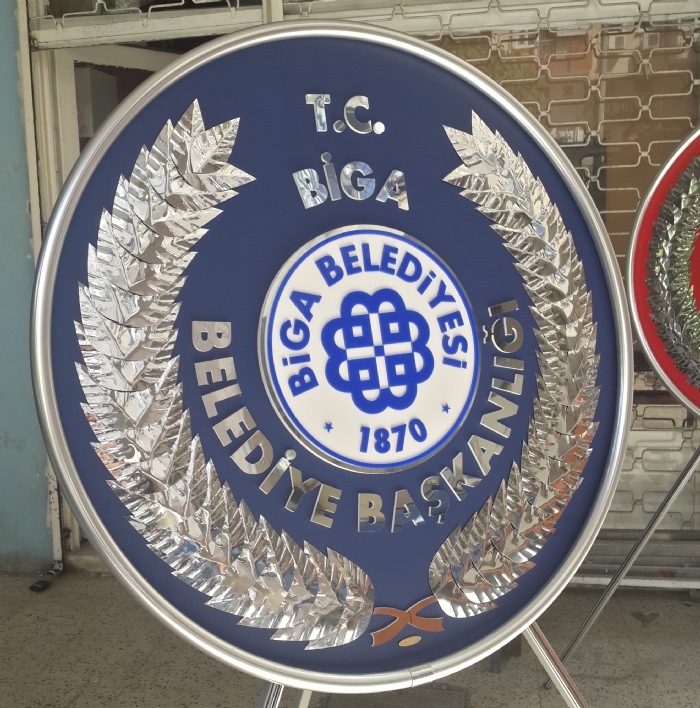 T.C.
BİGA
BELEDİYE BAŞKANLIĞI
BİGA BELEDİYESİ
1870